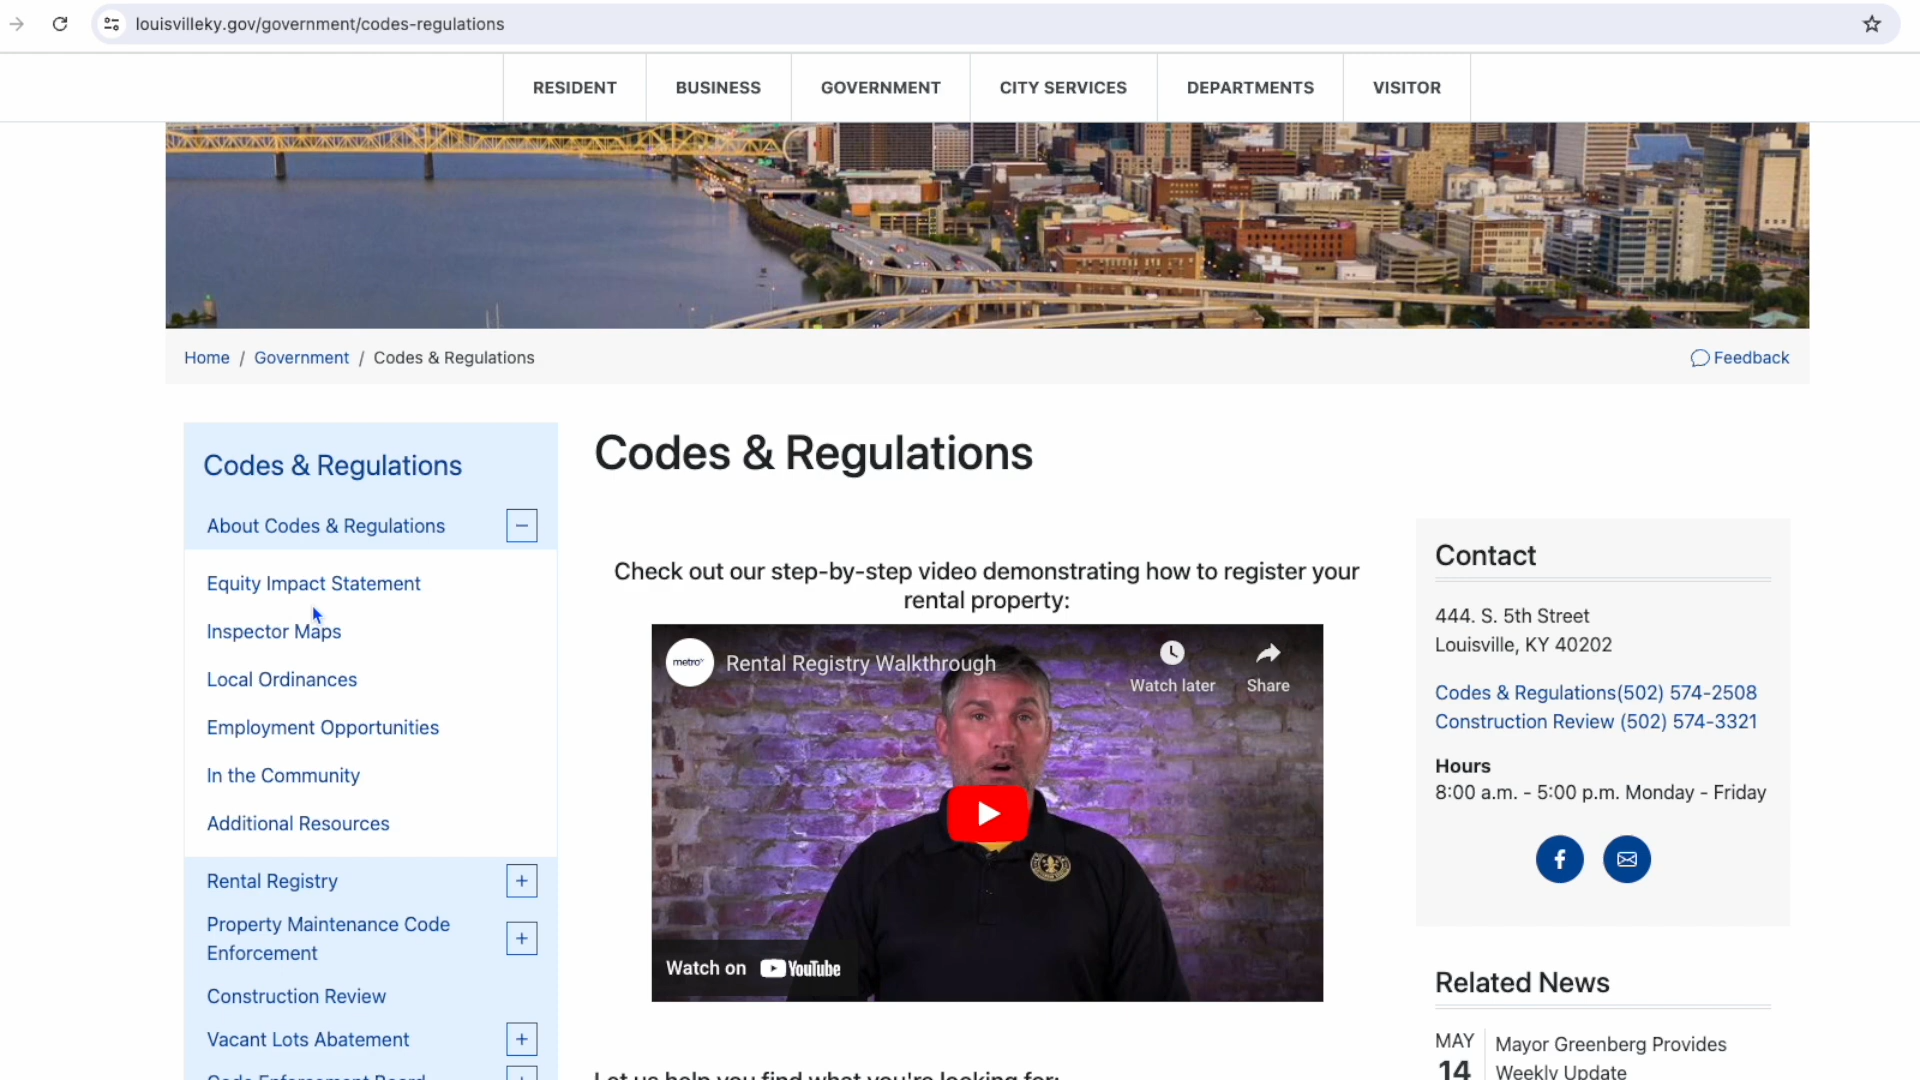 louisvilleky.gov/government/codes-regulations
RESIDENT
BUSINESS
GOVERNMENT
CITY SERVICES
DEPARTMENTS
VISITOR
Home / Government / Codes & Regulations
Feedback
Codes & Regulations
About Codes & Regulations
Equity Impact Statement
Inspector Maps
Local Ordinances
Employment Opportunities
In the Community
Additional Resources
Rental Registry
Property Maintenance Code
Enforcement
Construction Review
Vacant Lots Abatement
Code Enforcement Board
Codes & Regulations
Check out our step-by-step video demonstrating how to register your
rental property:
metro
Rental Registry Walkthrough
Watch later
Share
Watch on YouTube
Let us help you find what you're looking for:
Contact
444. S. 5th Street
Louisville, KY 40202
Codes & Regulations(502) 574-2508
Construction Review (502) 574-3321
Hours
8:00 a.m. - 5:00 p.m. Monday - Friday
Related News
MAY
14
Mayor Greenberg Provides
Weekly Update